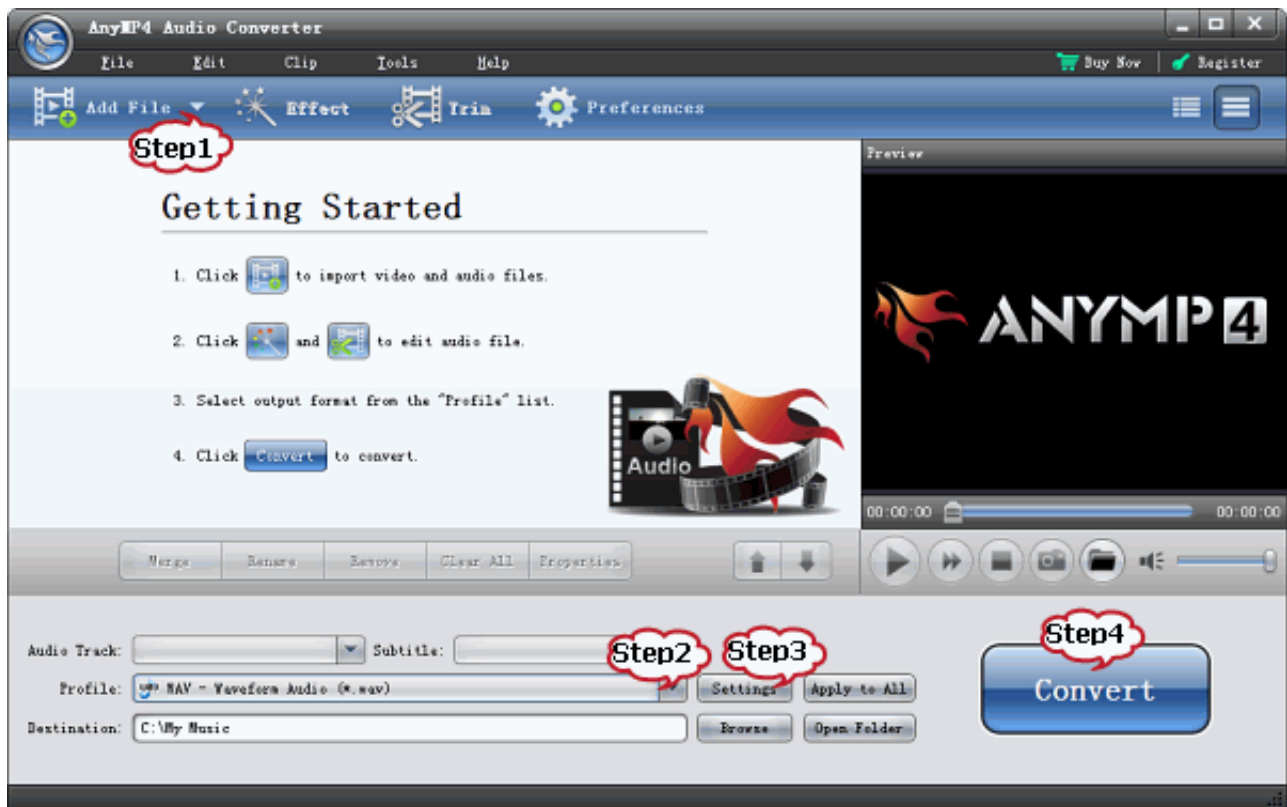 AnyMP4 Audio Converter
File Edit Clip Tools Help Buy Now Register
Add File Effect Trim Preferences
Step1
Preview
Getting Started
1. Click to import video and audio files.
2. Click and to edit audio file.
3. Select output format from the "Profile" list.
4. Click Convert to convert.
Audio
ANYMP4
00:00:00 00:00:00
Merge Rename Remove Clear All Properties
Audio Track: Subtitle:
Step2 Step3 Step4
Profile: WAV - Waveform Audio (*.wav) Settings Apply to All
Convert
Destination: C:\My Music Browse Open Folder